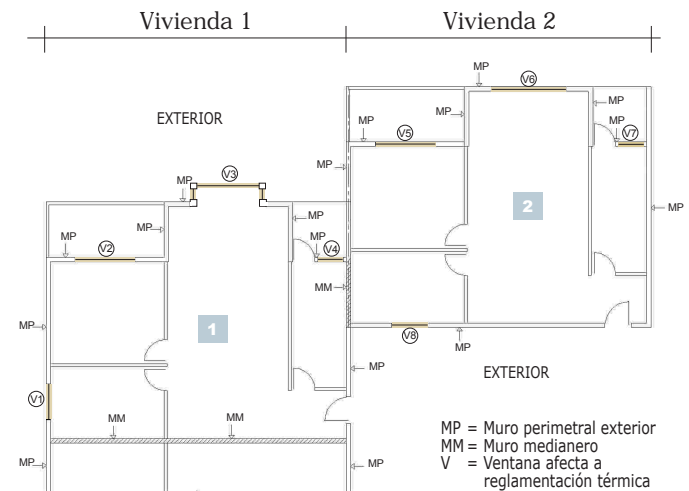 Vivienda 1
Vivienda 2
MP
V6
EXTERIOR
MP
MP
MP
MP
V5
V7
MP
V3
MP
2
MP
MP
MP
MP
MP
V2
V4
MM
1
MP
V8
MP
MP
EXTERIOR
V1
MM
MM
MP = Muro perimetral exterior
MM = Muro medianero
V = Ventana afecta a
reglamentación térmica
MP
MP